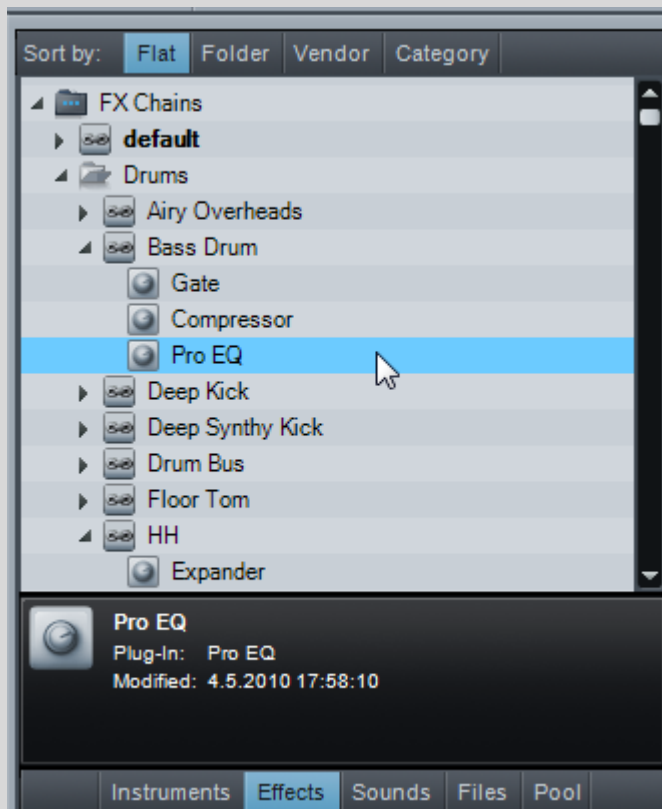 Sort by: Flat Folder Vendor Category
FX Chains
default
Drums
Airy Overheads
Bass Drum
Gate
Compressor
Pro EQ
Deep Kick
Deep Synthy Kick
Drum Bus
Floor Tom
HH
Expander
Pro EQ
Plug-In: Pro EQ
Modified: 4.5.2010 17:58:10
Instruments Effects Sounds Files Pool